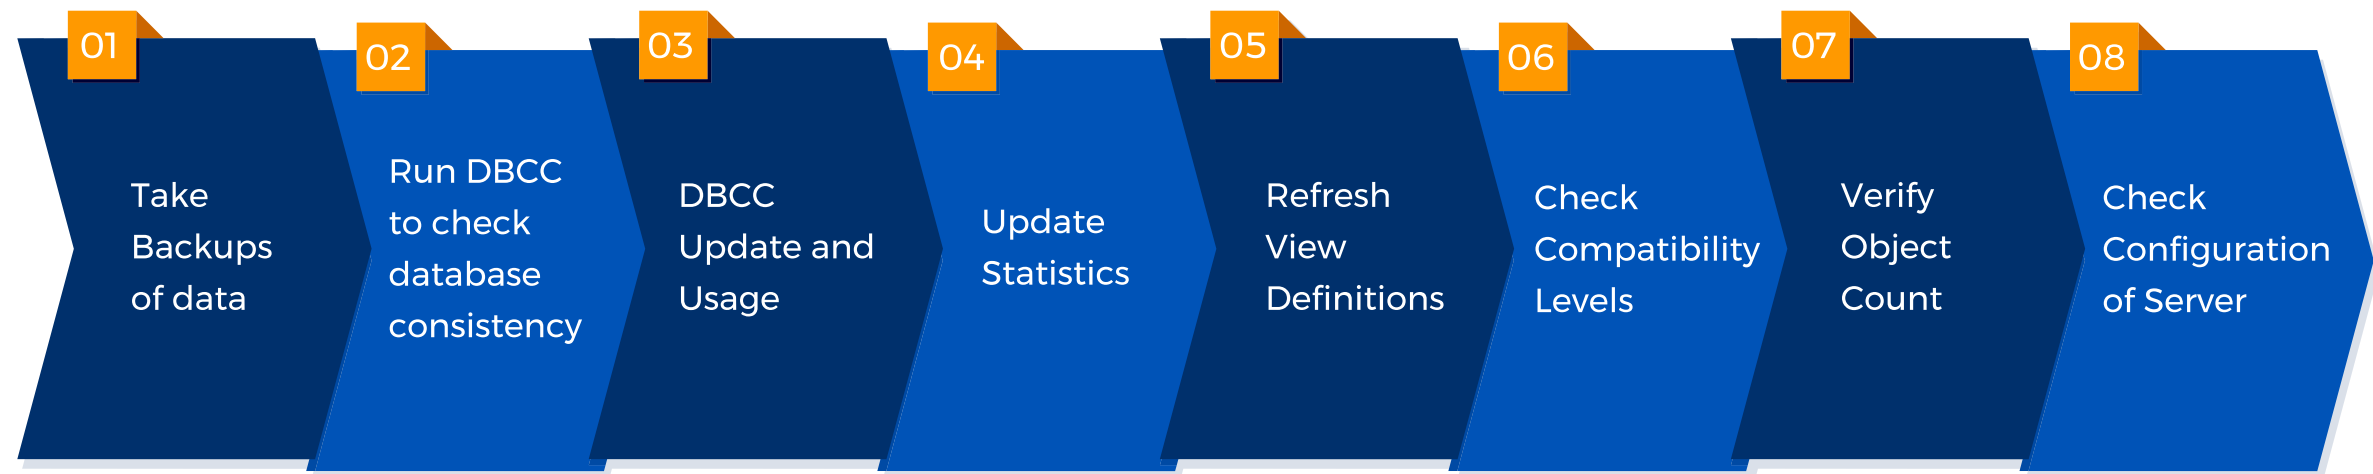 01
Take
Backups
of data
02
Run DBCC
to check
database
consistency
03
DBCC
Update and
Usage
04
Update
Statistics
05
Refresh
View
Definitions
06
Check
Compatibility
Levels
07
Verify
Object
Count
08
Check
Configuration
of Server